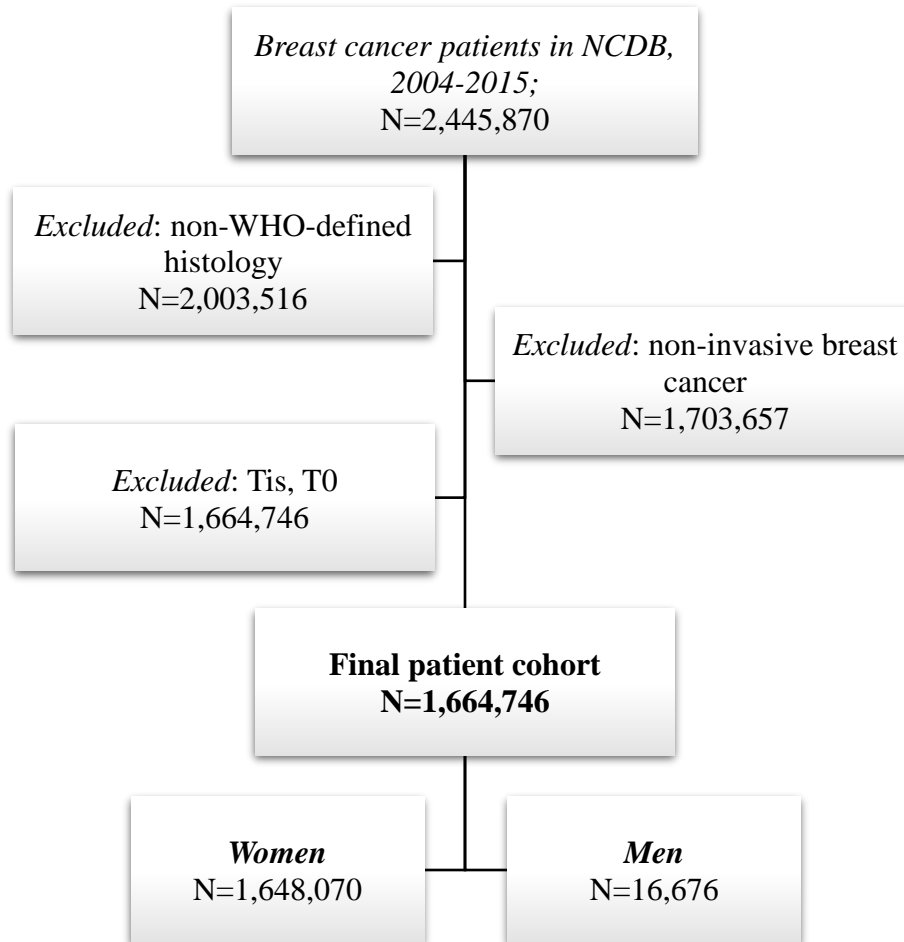 Breast cancer patients in NCDB,
2004-2015;
N=2,445,870
Excluded: non-WHO-defined
histology
N=2,003,516
Excluded: non-invasive breast
cancer
N=1,703,657
Excluded: Tis, T0
N=1,664,746
Final patient cohort
N=1,664,746
Women
N=1,648,070
Men
N=16,676